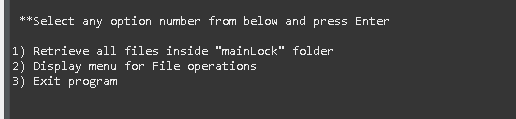 **Select any option number from below and press Enter
1) Retrieve all files inside "mainLock" folder
2) Display menu for File operations
3) Exit program